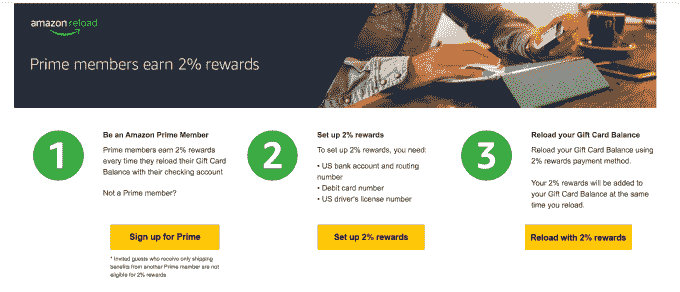 amazon reload
Prime members earn 2% rewards
1
Be an Amazon Prime Member
Prime members earn 2% rewards
every time they reload their Gift Card
Balance with their checking account
Not a Prime member?
Sign up for Prime
* Invited guests who receive only shipping
benefits from another Prime member are not
eligible for 2% rewards
2
Set up 2% rewards
To set up 2% rewards, you need:
• US bank account and routing
number
• Debit card number
• US driver's license number
Set up 2% rewards
3
Reload your Gift Card Balance
Reload your Gift Card Balance using
2% rewards payment method.
Your 2% rewards will be added to
your Gift Card Balance at the same
time you reload.
Reload with 2% rewards